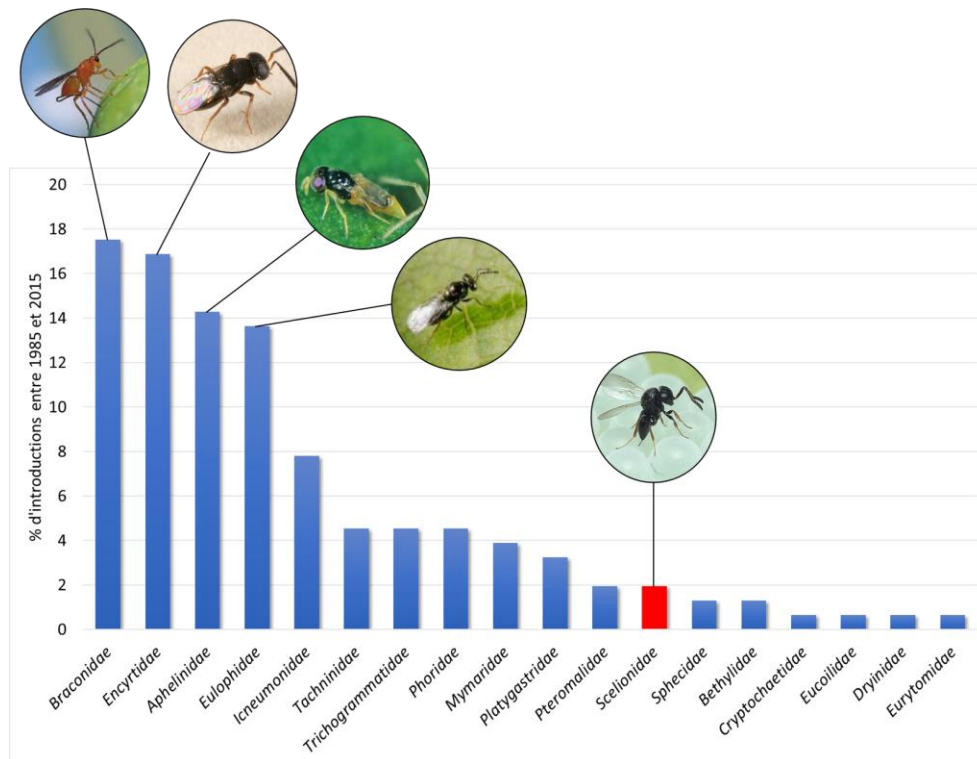 % d'introductions entre 1985 et 2015
20
18
16
14
12
10
8
6
4
2
0
Braconidae
Encyrtidae
Aphelinidae
Eulophidae
Icneumonidae
Tachninidae
Trichogrammatidae
Phoridae
Mymaridae
Platygastridae
Pteromalidae
Scelionidae
Sphecidae
Bethylidae
Cryptochaetidae
Eucoilidae
Dryinidae
Eurytomidae